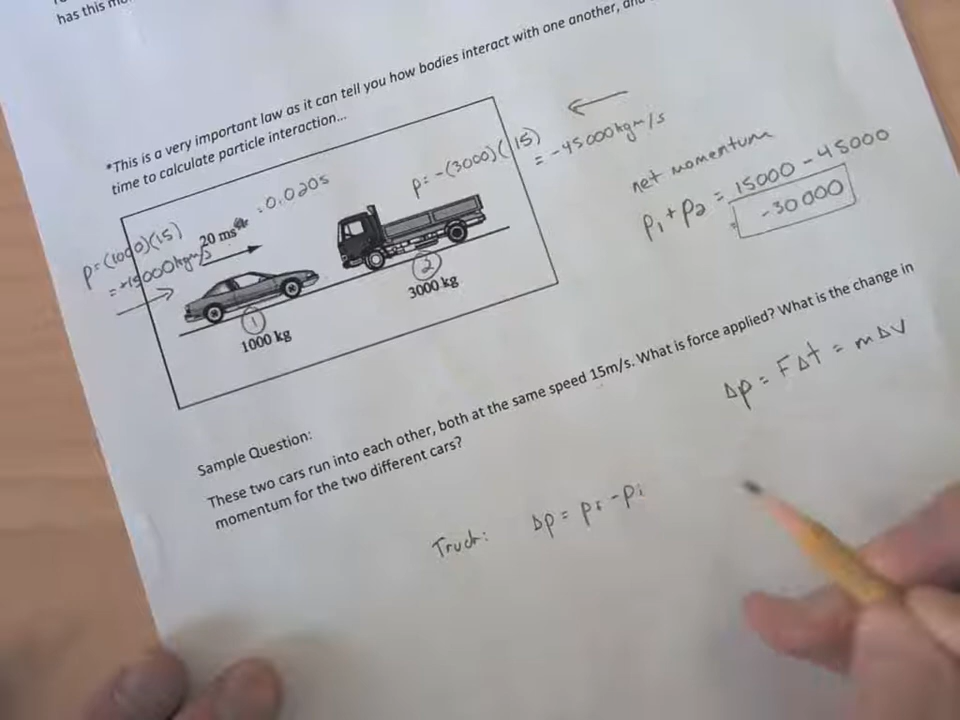 has this
*This is a very important law as it can tell you how bodies interact with one another, and
time to calculate particle interaction...
p=(1000)(15)
= +15000kgm/s
20 ms
= 0.020s
p= -(3000)(15)
= -45000kgm/s
1
1000 kg
2
3000 kg
net momentum
p1 + p2 = 15000 - 45000
= -30000
Sample Question:
These two cars run into each other, both at the same speed 15m/s. What is force applied? What is the change in
momentum for the two different cars?
Δp = FΔt = mΔv
Truck: Δp = pf - pi